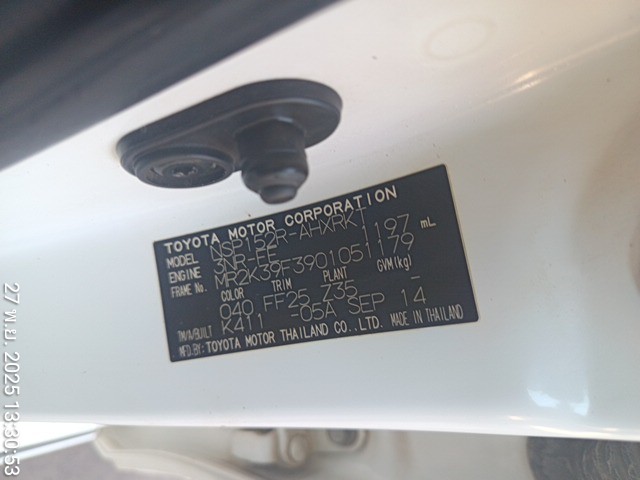 TOYOTA MOTOR CORPORATION
MODEL NSP152R-AHXRKT
ENGINE 3NR-FE 1197 mL
FRAME No. MR2K39F3901051179
COLOR TRIM PLANT GVM(kg)
040 FF25 Z35 -
TM/A/BUILT K411 -05A SEP 14
MFD.BY: TOYOTA MOTOR THAILAND CO., LTD. MADE IN THAILAND
27 พ.ย. 2025 13:30:53